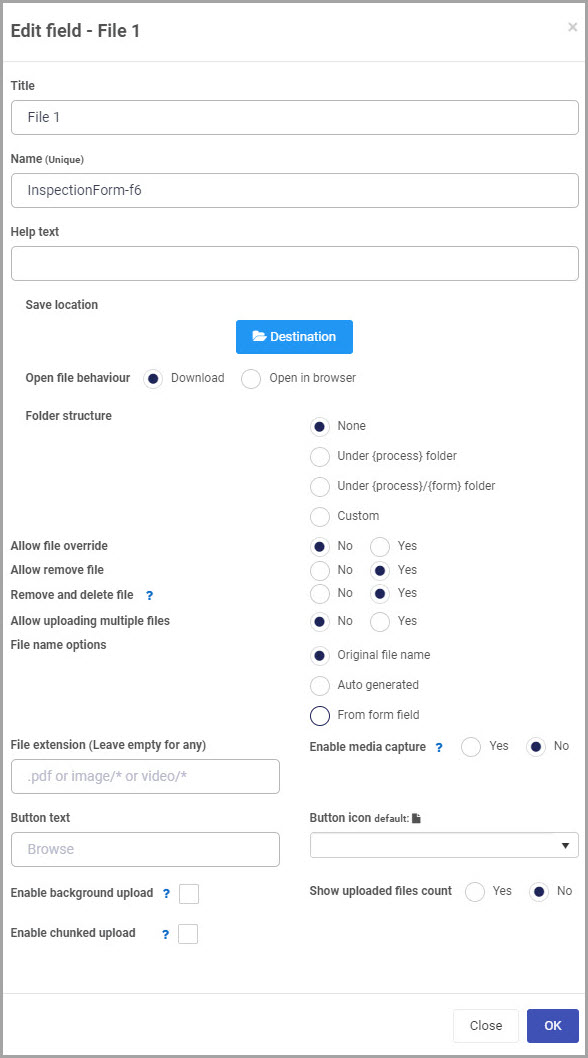 Edit field - File 1 ×
Title
File 1
Name (Unique)
InspectionForm-f6
Help text
Save location
Destination
Open file behaviour Download Open in browser
Folder structure
None
Under {process} folder
Under {process}/{form} folder
Custom
Allow file override No Yes
Allow remove file No Yes
Remove and delete file ? No Yes
Allow uploading multiple files No Yes
File name options
Original file name
Auto generated
From form field
File extension (Leave empty for any) Enable media capture ? Yes No
.pdf or image/* or video/*
Button text Button icon default:
Browse
Enable background upload ? Show uploaded files count Yes No
Enable chunked upload ?
Close OK